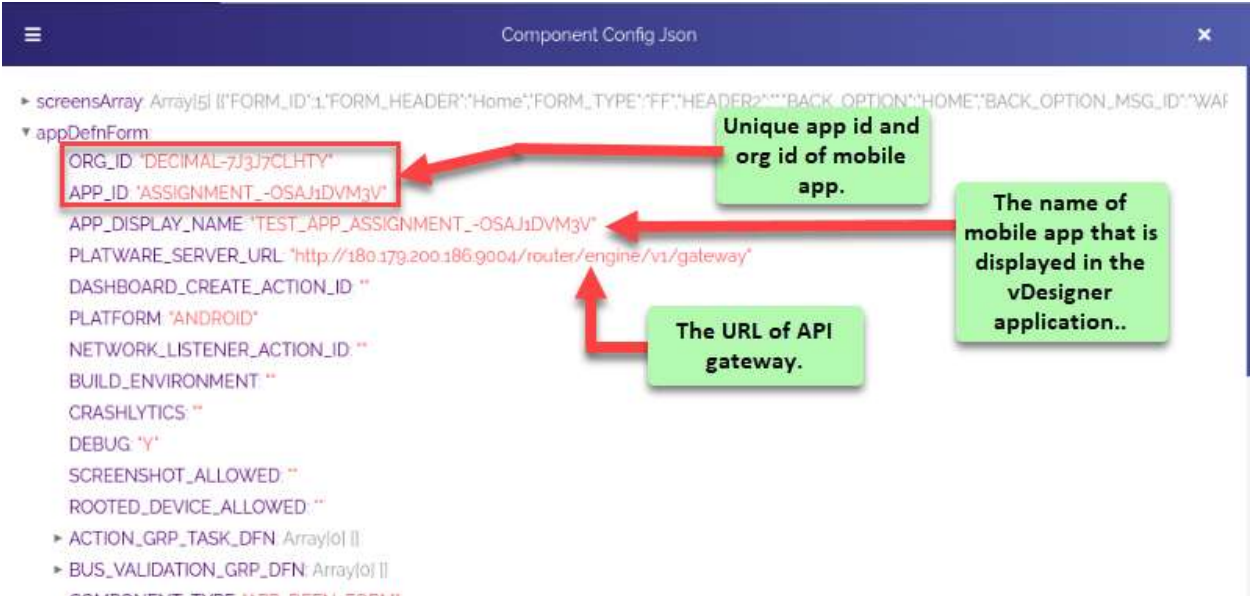 Component Config Json
screensArray: Array[5] [{"FORM_ID":1,"FORM_HEADER":"Home","FORM_TYPE":"FF","HEADER2":"","BACK_OPTION":"HOME","BACK_OPTION_MSG_ID":"WAR
appDefnForm:
ORG_ID: "DECIMAL-7J3J7CLHTY"
APP_ID: "ASSIGNMENT_-OSAJ1DVM3V"
APP_DISPLAY_NAME: "TEST_APP_ASSIGNMENT_-OSAJ1DVM3V"
PLATWARE_SERVER_URL: "http://180.179.200.186:9004/router/engine/v1/gateway"
DASHBOARD_CREATE_ACTION_ID: ""
PLATFORM: "ANDROID"
NETWORK_LISTENER_ACTION_ID: ""
BUILD_ENVIRONMENT: ""
CRASHLYTICS: ""
DEBUG: "Y"
SCREENSHOT_ALLOWED: ""
ROOTED_DEVICE_ALLOWED: ""
ACTION_GRP_TASK_DFN: Array[0] []
BUS_VALIDATION_GRP_DFN: Array[0] []
COMPONENT_TYPE: "APP_DEFN_FORM"
Unique app id and
org id of mobile
app.
The name of
mobile app that is
displayed in the
vDesigner
application..
The URL of API
gateway.